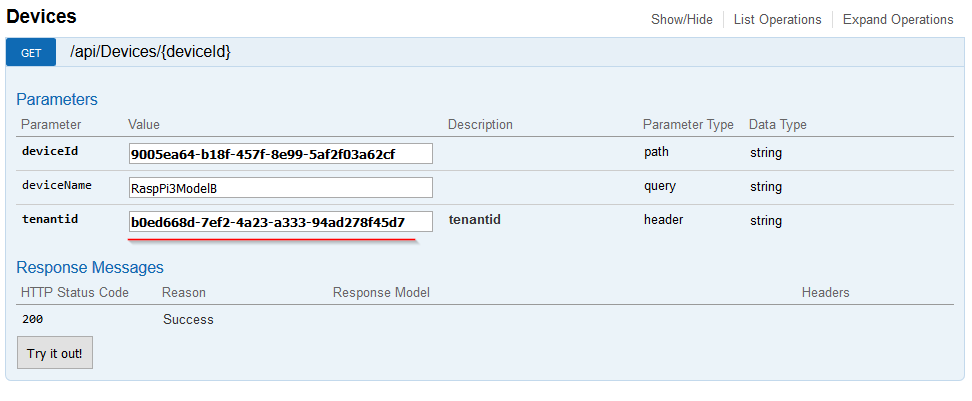 Devices
Show/Hide List Operations Expand Operations
GET /api/Devices/{deviceId}
Parameters
Parameter Value Description Parameter Type Data Type
deviceId 9005ea64-b18f-457f-8e99-5af2f03a62cf path string
deviceName RaspPi3ModelB query string
tenantid b0ed668d-7ef2-4a23-a333-94ad278f45d7 tenantid header string
Response Messages
HTTP Status Code Reason Response Model Headers
200 Success
Try it out!